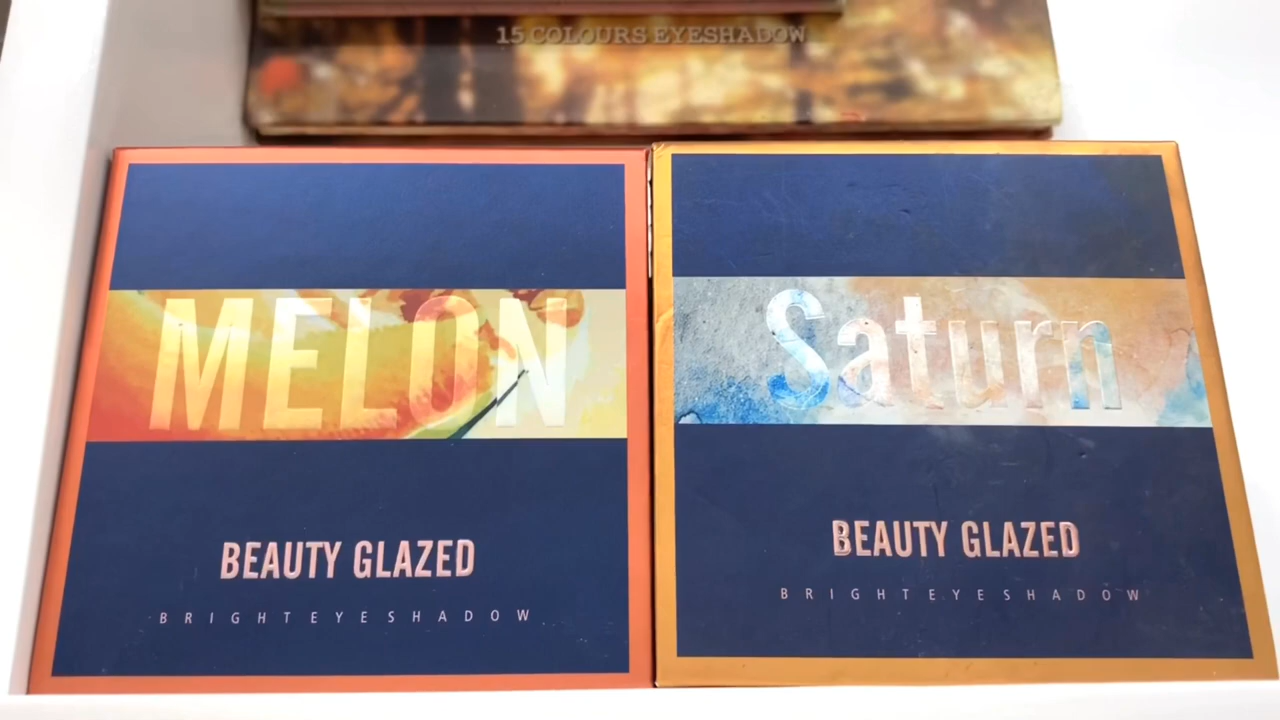 15 COLOURS EYESHADOW
MELON
BEAUTY GLAZED
BRIGHTEYESHADOW
Saturn
BEAUTY GLAZED
BRIGHTEYESHADOW